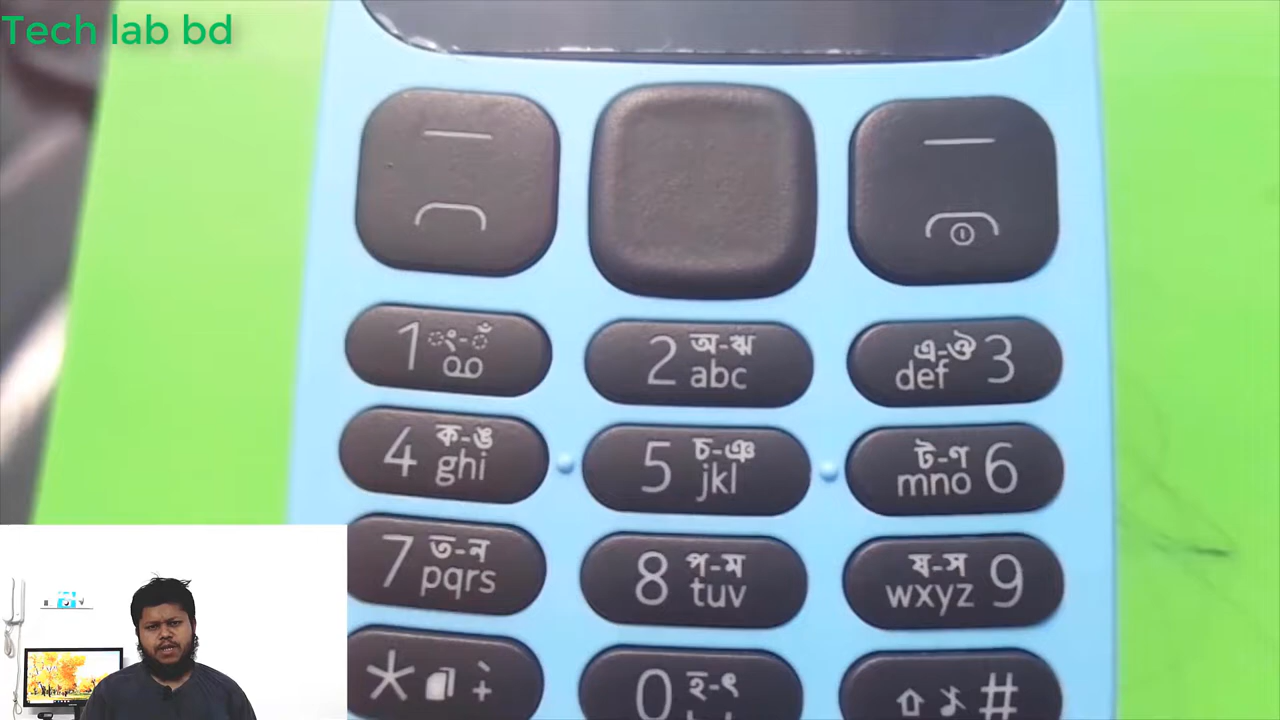 Tech lab bd
1 ং-ঁ
2 অ-ঋ
abc
এ-ঔ 3
def
4 ক-ঙ
ghi
5 চ-ঞ
jkl
ট-ণ 6
mno
7 ত-ন
pqrs
8 প-ম
tuv
য-স 9
wxyz
* +
0 হ-ৎ
#